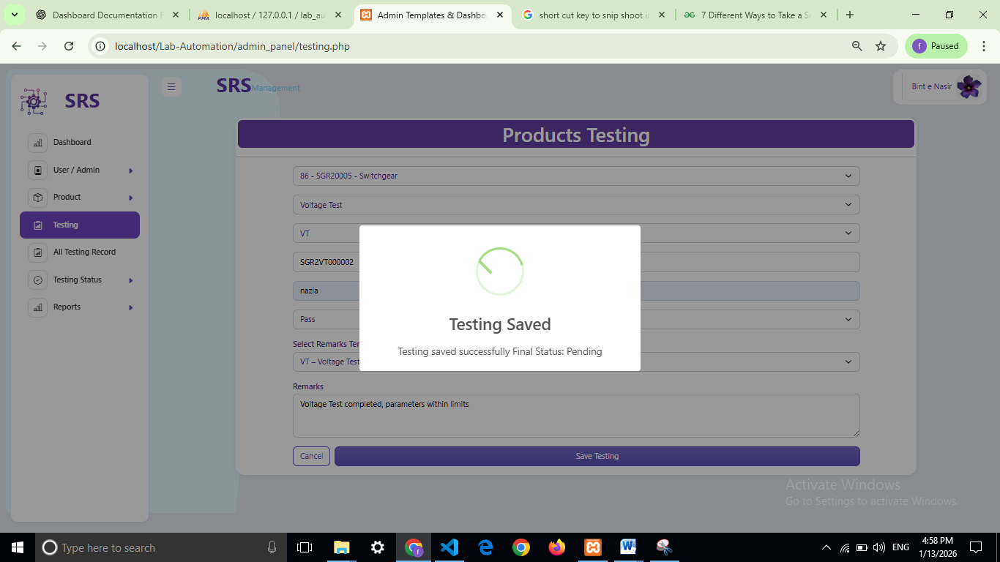 Dashboard Documentation F
localhost / 127.0.0.1 / lab_au
Admin Templates & Dashbo
short cut key to snip shoot i
7 Different Ways to Take a S
localhost/Lab-Automation/admin_panel/testing.php
f Paused
SRS
SRSManagement
Bint e Nasir
Dashboard
User / Admin
Product
Testing
All Testing Record
Testing Status
Reports
Products Testing
86 - SGR20005 - Switchgear
Voltage Test
VT
SGR2VT000002
nazia
Pass
Select Remarks Ter
VT – Voltage Test
Remarks
Voltage Test completed, parameters within limits
Cancel
Save Testing
Testing Saved
Testing saved successfully Final Status: Pending
Activate Windows
Go to Settings to activate Windows.
Type here to search
ENG
4:58 PM
1/13/2026